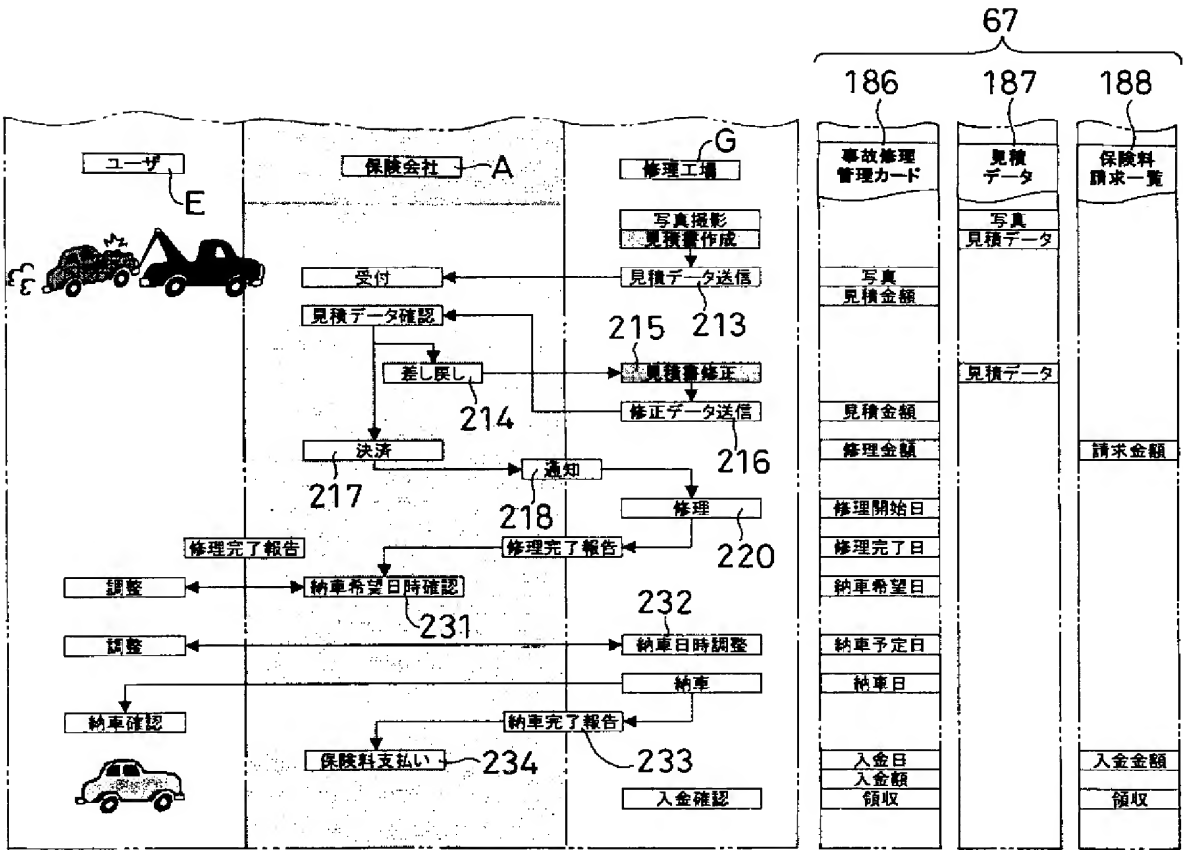 67
186
187
188
ユーザ
E
保険会社
A
G
修理工場
事故修理
管理カード
見積
データ
保険料
請求一覧
写真撮影
写真
見積書作成
見積データ
受付
見積データ送信
写真
213
見積金額
見積データ確認
215
差し戻し
見積書修正
見積データ
214
修正データ送信
見積金額
216
決済
修理金額
請求金額
217
通知
218
修理
修理開始日
220
修理完了報告
修理完了報告
修理完了日
調整
納車希望日時確認
納車希望日
231
232
調整
納車日時調整
納車予定日
納車
納車日
納車確認
納車完了報告
233
保険料支払い
234
入金日
入金金額
入金額
入金確認
領収
領収